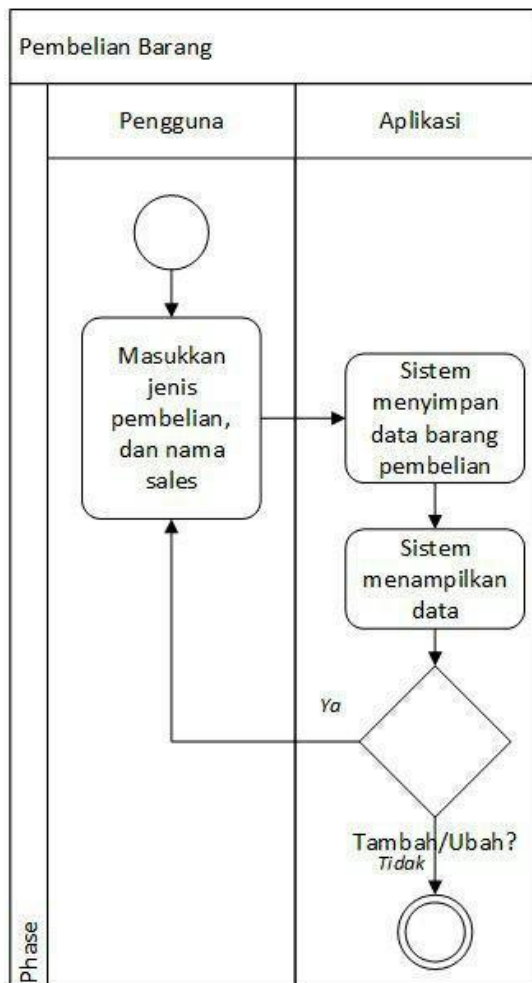 Pembelian Barang
Pengguna
Aplikasi
Masukkan
jenis
pembelian,
dan nama
sales
Sistem
menyimpan
data barang
pembelian
Sistem
menampilkan
data
Ya
Tambah/Ubah?
Tidak
Phase